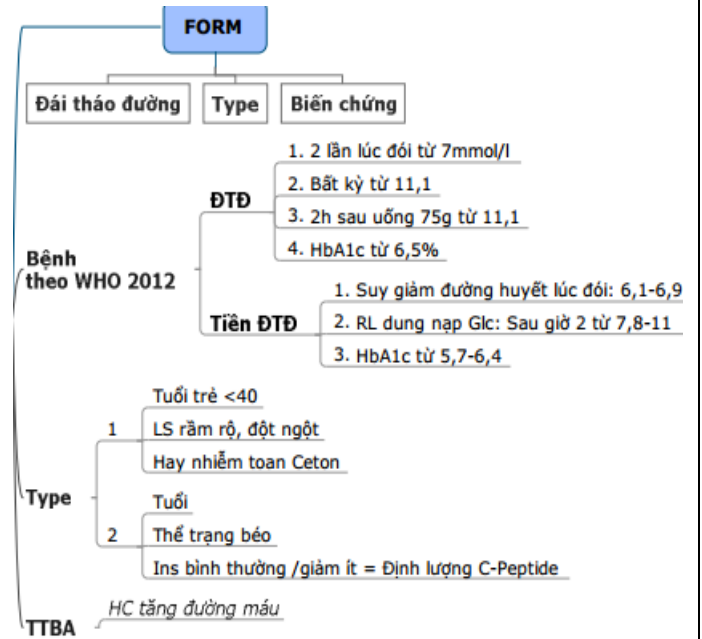 FORM
Đái tháo đường
Type
Biến chứng
1. 2 lần lúc đói từ 7mmol/l
2. Bất kỳ từ 11,1
ĐTĐ
3. 2h sau uống 75g từ 11,1
4. HbA1c từ 6,5%
Bệnh
theo WHO 2012
1. Suy giảm đường huyết lúc đói: 6,1-6,9
Tiền ĐTĐ
2. RL dung nạp Glc: Sau giờ 2 từ 7,8-11
3. HbA1c từ 5,7-6,4
Tuổi trẻ <40
1
LS rầm rộ, đột ngột
Hay nhiễm toan Ceton
Type
Tuổi
2
Thể trạng béo
Ins bình thường /giảm ít = Định lượng C-Peptide
HC tăng đường máu
TTBA